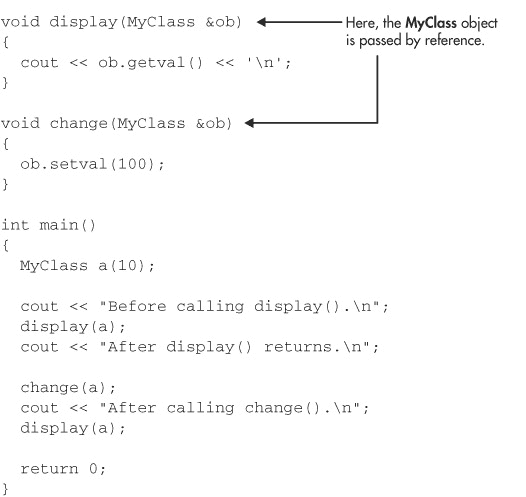 void display(MyClass &ob)
Here, the MyClass object
is passed by reference.
{
  cout << ob.getval() << '\n';
}
void change(MyClass &ob)
{
  ob.setval(100);
}
int main()
{
  MyClass a(10);
  cout << "Before calling display().\n";
  display(a);
  cout << "After display() returns.\n";
  change(a);
  cout << "After calling change().\n";
  display(a);
  return 0;
}